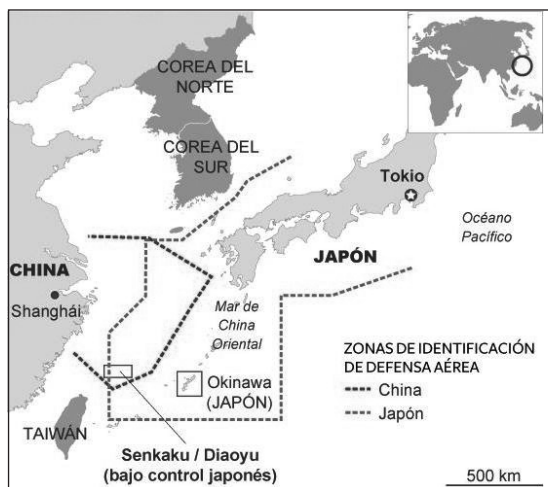 COREA DEL
NORTE
COREA DEL
SUR
Tokio
Océano
Pacífico
CHINA
JAPÓN
Shanghái
Mar de
China
Oriental
ZONAS DE IDENTIFICACIÓN
DE DEFENSA AÉREA
China
Japón
Okinawa
(JAPÓN)
TAIWÁN
Senkaku / Diaoyu
(bajo control japonés)
500 km